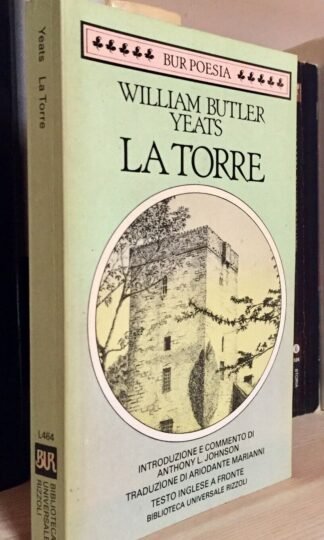 BUR POESIA
WILLIAM BUTLER
YEATS
LA TORRE
INTRODUZIONE E COMMENTO DI
ANTHONY L. JOHNSON
TRADUZIONE DI ARIODANTE MARIANNI
TESTO INGLESE A FRONTE
BIBLIOTECA UNIVERSALE RIZZOLI
Yeats La Torre
L464
BUR
BIBLIOTECA
UNIVERSALE
RIZZOLI